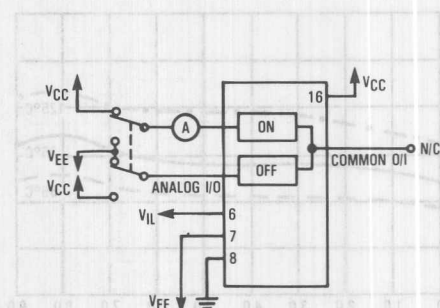 VCC
16
VCC
A
ON
VEE
COMMON O/I
N/C
VCC
OFF
ANALOG I/O
VIL
6
7
8
VEE